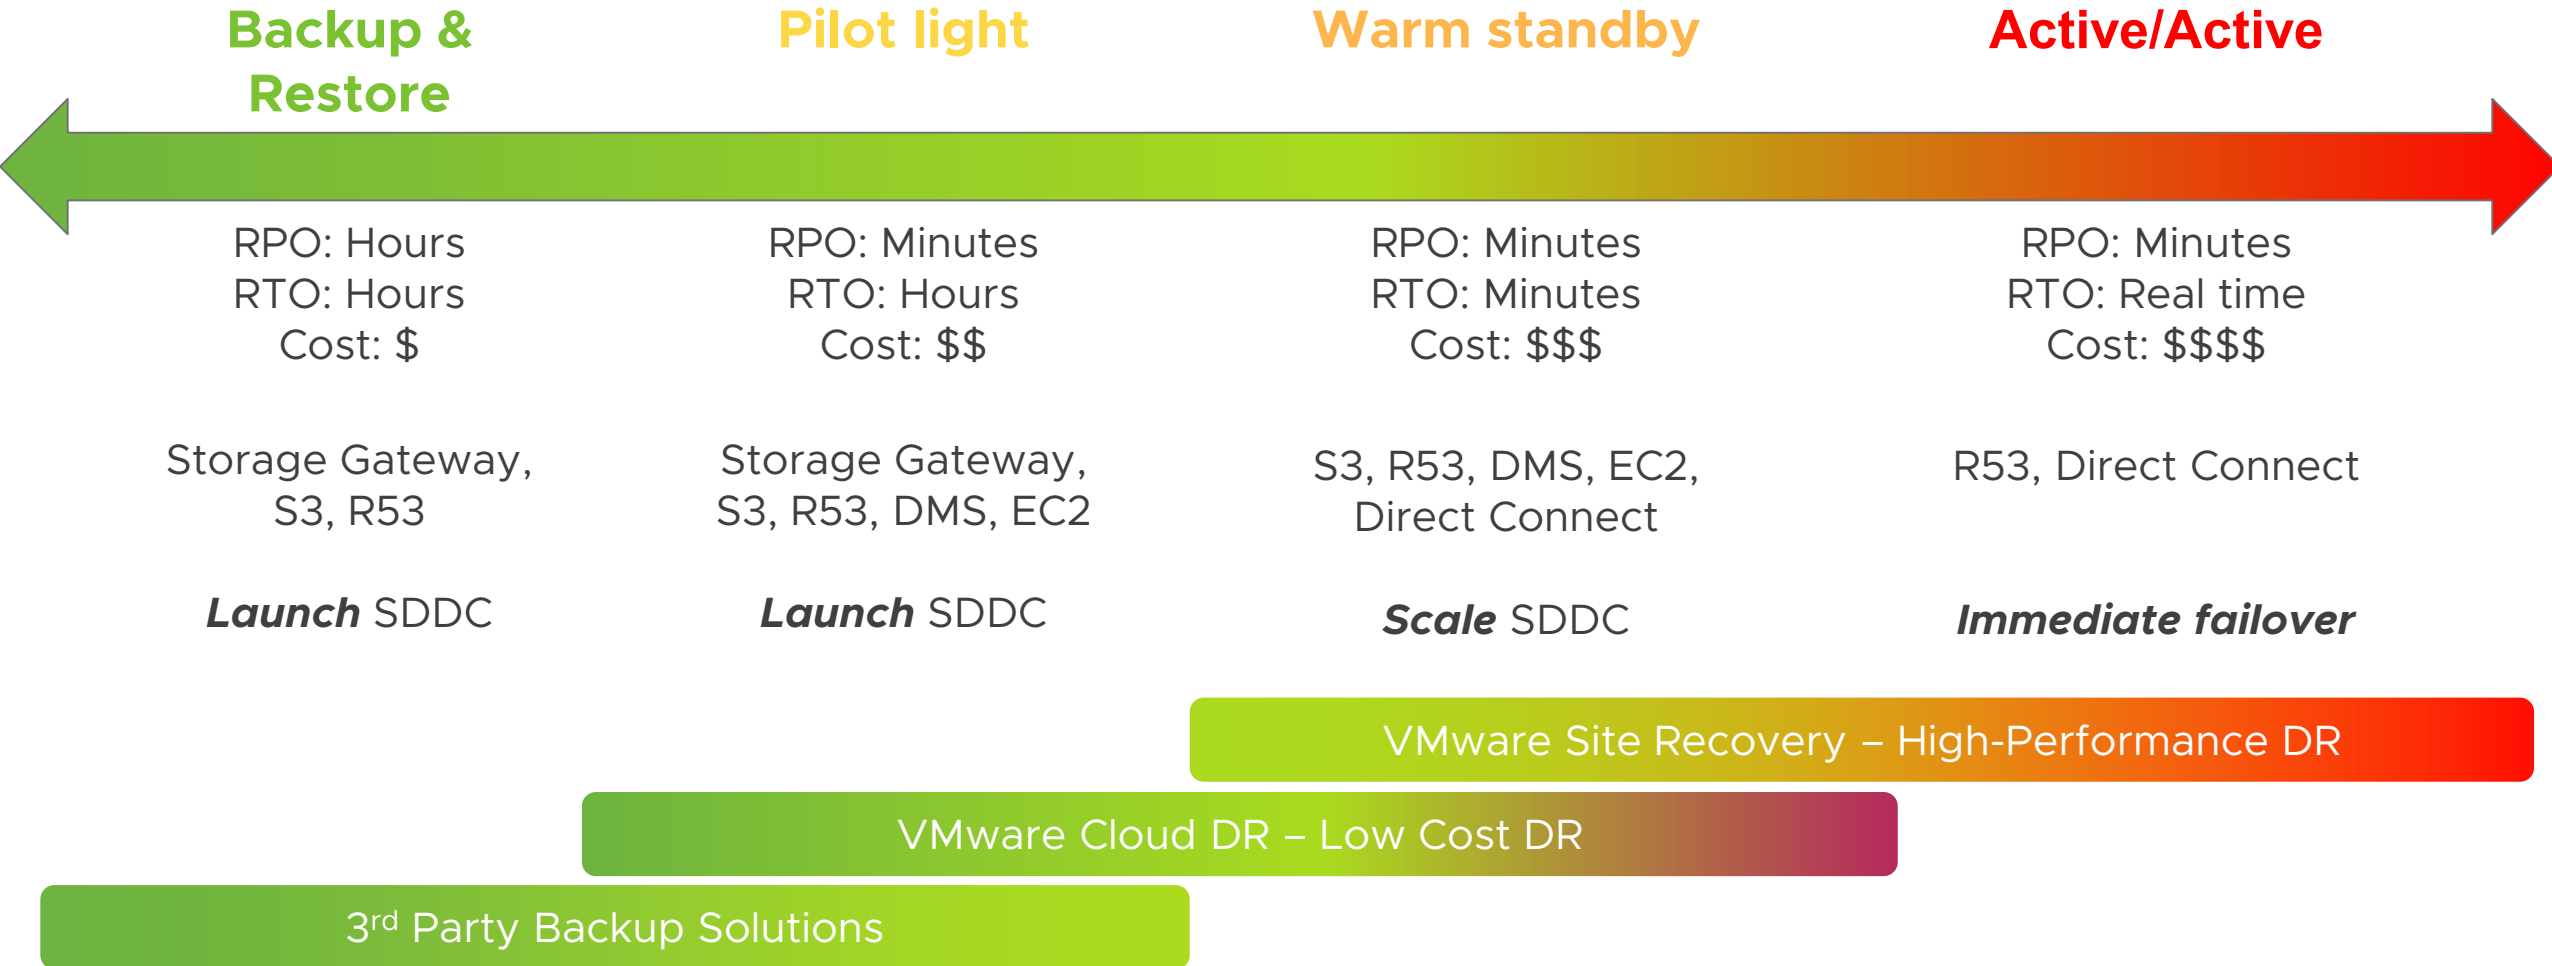 Backup &
Restore
Pilot light
Warm standby
Active/Active
RPO: Hours
RTO: Hours
Cost: $
RPO: Minutes
RTO: Hours
Cost: $$
RPO: Minutes
RTO: Minutes
Cost: $$$
RPO: Minutes
RTO: Real time
Cost: $$$$
Storage Gateway,
S3, R53
Storage Gateway,
S3, R53, DMS, EC2
S3, R53, DMS, EC2,
Direct Connect
R53, Direct Connect
Launch SDDC
Launch SDDC
Scale SDDC
Immediate failover
VMware Site Recovery – High-Performance DR
VMware Cloud DR – Low Cost DR
3rd Party Backup Solutions